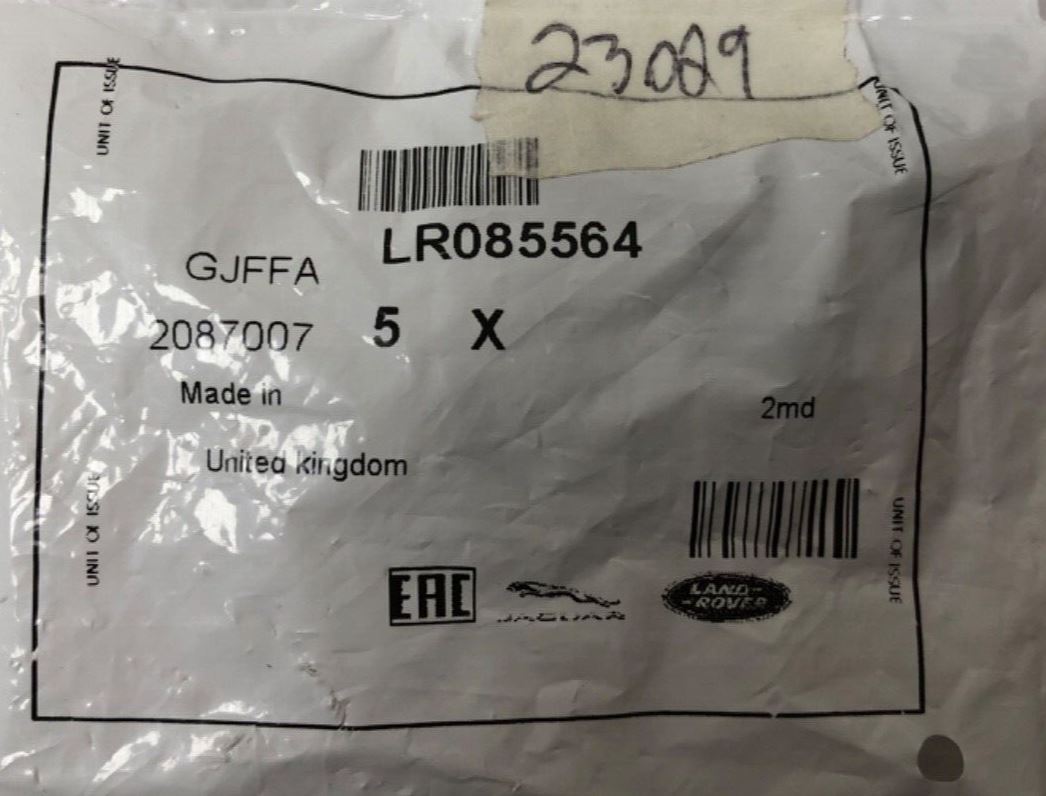 23029
UNIT OF ISSUE
UNIT OF ISSUE
LR085564
GJFFA
2087007 5 X
Made in
2md
United kingdom
UNIT OF ISSUE
UNIT OF ISSUE
EAC
JAGUAR
LAND-
-ROVER